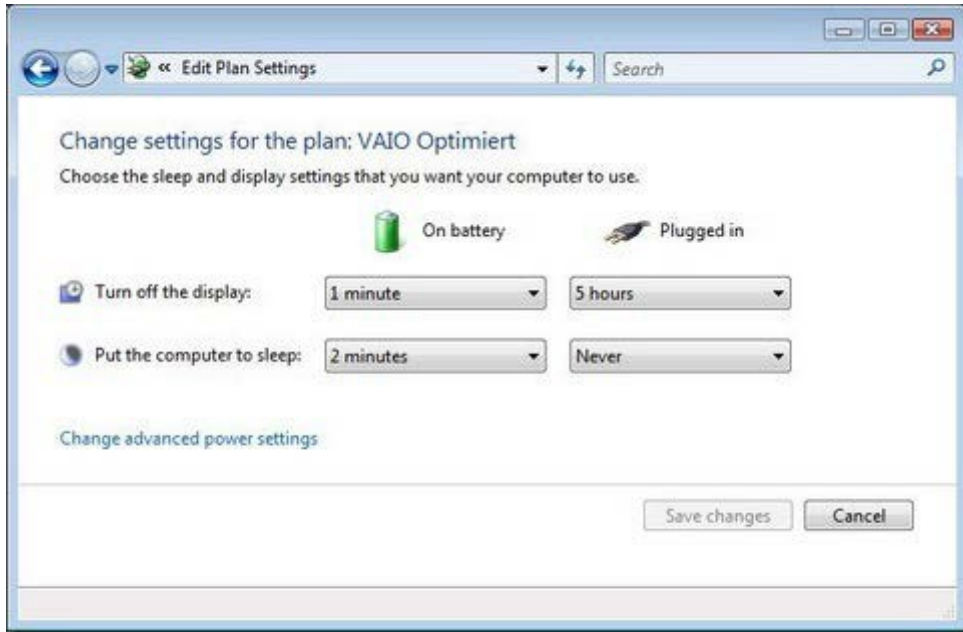 « Edit Plan Settings Search
Change settings for the plan: VAIO Optimiert
Choose the sleep and display settings that you want your computer to use.
On battery Plugged in
Turn off the display: 1 minute 5 hours
Put the computer to sleep: 2 minutes Never
Change advanced power settings
Save changes Cancel